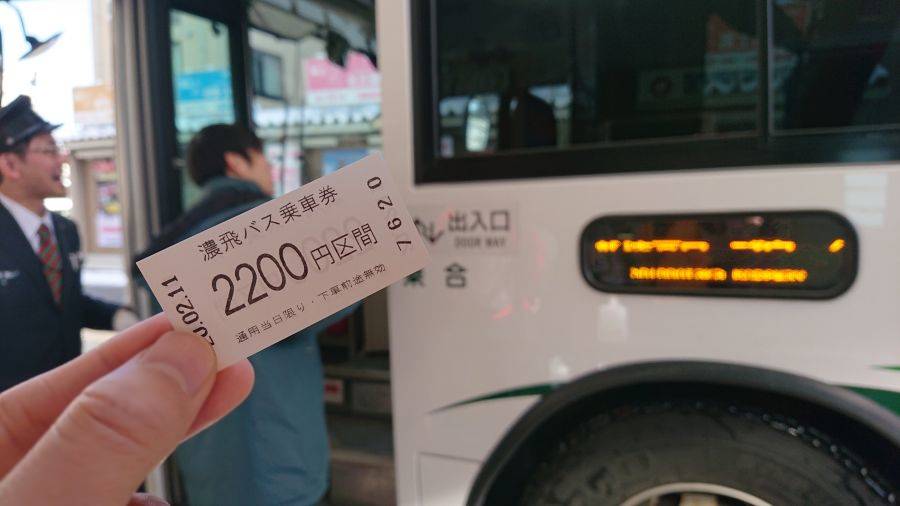 濃飛バス乗車券
2200円区間
通用当日限り・下車前途無効
02.11
7620
出入口
DOOR WAY
乗合